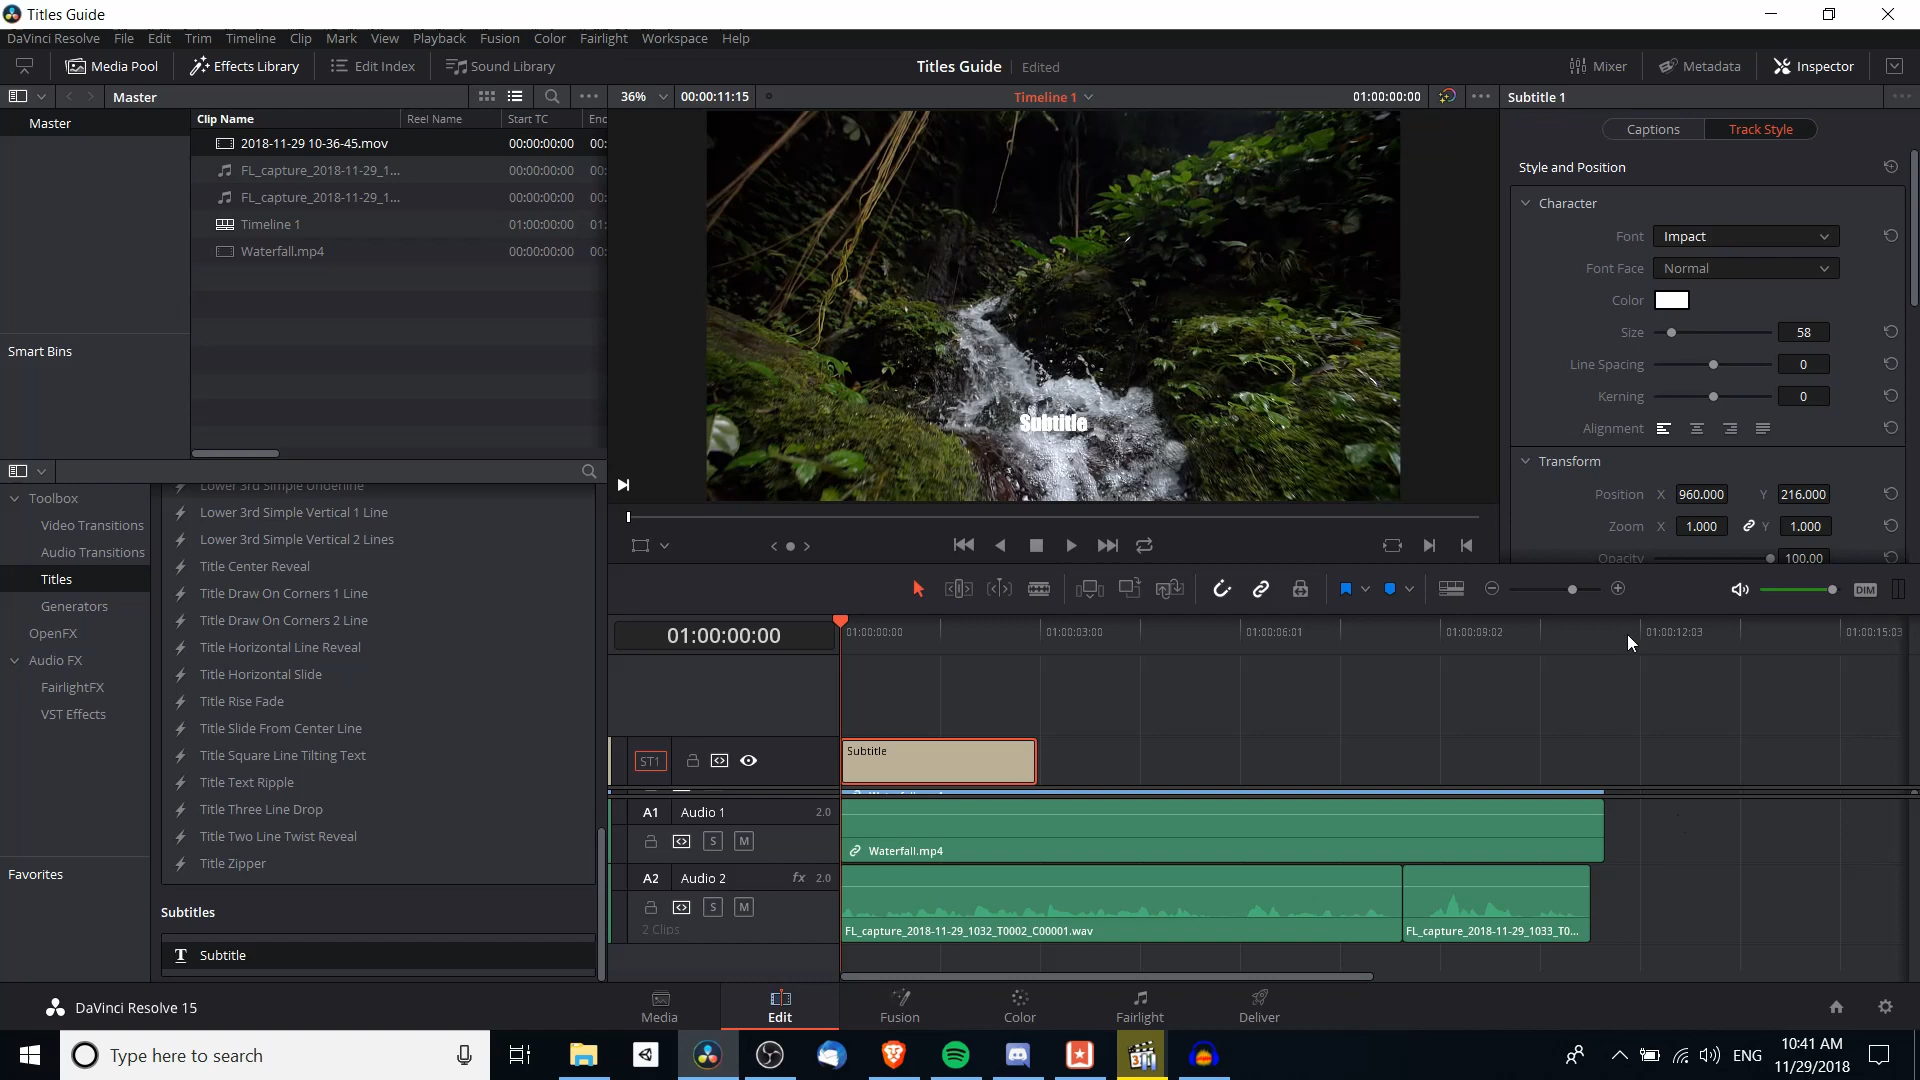 Titles Guide
DaVinci Resolve File Edit Trim Timeline Clip Mark View Playback Fusion Color Fairlight Workspace Help
Media Pool Effects Library Edit Index Sound Library Titles Guide Edited Mixer Metadata Inspector
Master 36% 00:00:11:15 Timeline 1 01:00:00:00 Subtitle 1
Master
Clip Name Reel Name Start TC Enc
2018-11-29 10-36-45.mov 00:00:00:00 00:
FL_capture_2018-11-29_1... 00:00:00:00 00:
FL_capture_2018-11-29_1... 00:00:00:00 00:
Timeline 1 01:00:00:00 01:
Waterfall.mp4 00:00:00:00 00:
Smart Bins
Subtitle
Captions Track Style
Style and Position
Character
Font Impact
Font Face Normal
Color
Size 58
Line Spacing 0
Kerning 0
Alignment
Transform
Position X 960.000 Y 216.000
Zoom X 1.000 Y 1.000
Opacity 100.00
Toolbox
Video Transitions
Audio Transitions
Titles
Generators
OpenFX
Audio FX
FairlightFX
VST Effects
Favorites
Lower 3rd Simple Underline
Lower 3rd Simple Vertical 1 Line
Lower 3rd Simple Vertical 2 Lines
Title Center Reveal
Title Draw On Corners 1 Line
Title Draw On Corners 2 Line
Title Horizontal Line Reveal
Title Horizontal Slide
Title Rise Fade
Title Slide From Center Line
Title Square Line Tilting Text
Title Text Ripple
Title Three Line Drop
Title Two Line Twist Reveal
Title Zipper
Subtitles
T Subtitle
DIM
01:00:00:00 01:00:00:00 01:00:03:00 01:00:06:01 01:00:09:02 01:00:12:03 01:00:15:03
ST1 Subtitle
A1 Audio 1 2.0
S M Waterfall.mp4
A2 Audio 2 fx 2.0
S M
2 Clips FL_capture_2018-11-29_1032_T0002_C00001.wav FL_capture_2018-11-29_1033_T0...
DaVinci Resolve 15 Media Edit Fusion Color Fairlight Deliver
Type here to search ENG 10:41 AM
11/29/2018